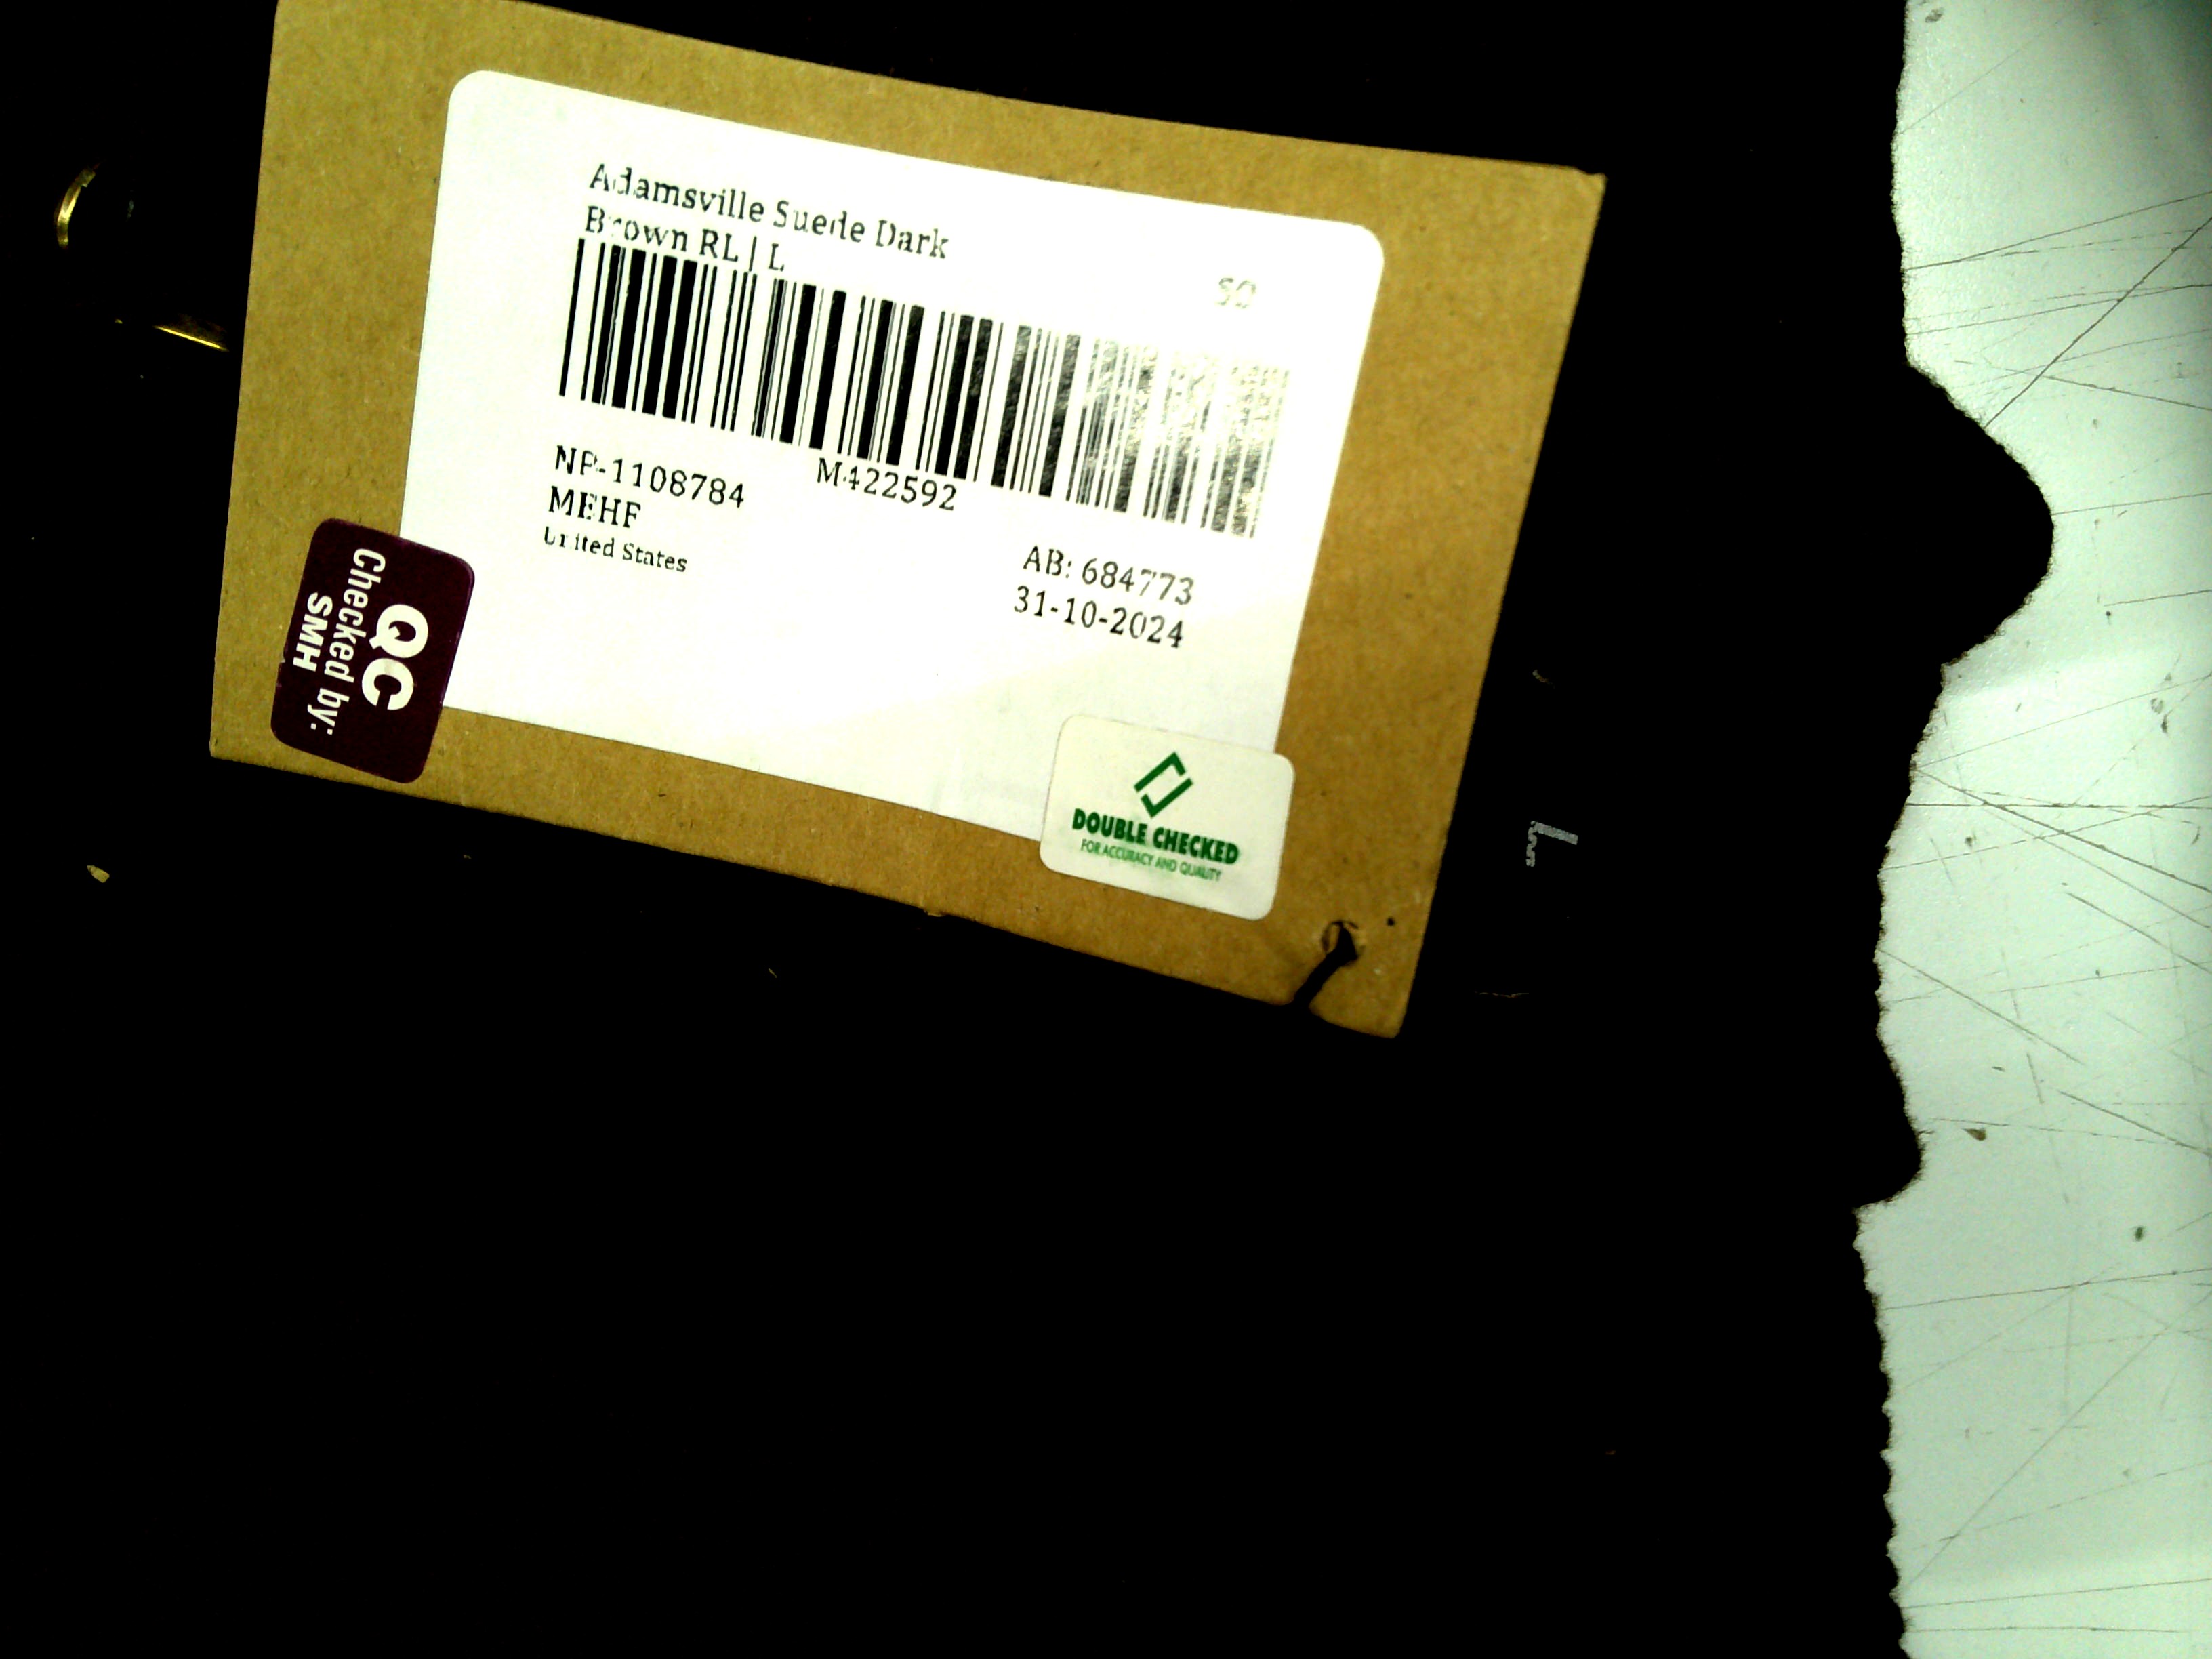 Adamsville Suede Dark
Brown RL | L
SO
M422592
NP-1108784
MEHF
United States
AB: 684773
31-10-2024
QC
Checked by:
SMH
DOUBLE CHECKED
FOR ACCURACY AND QUALITY
L